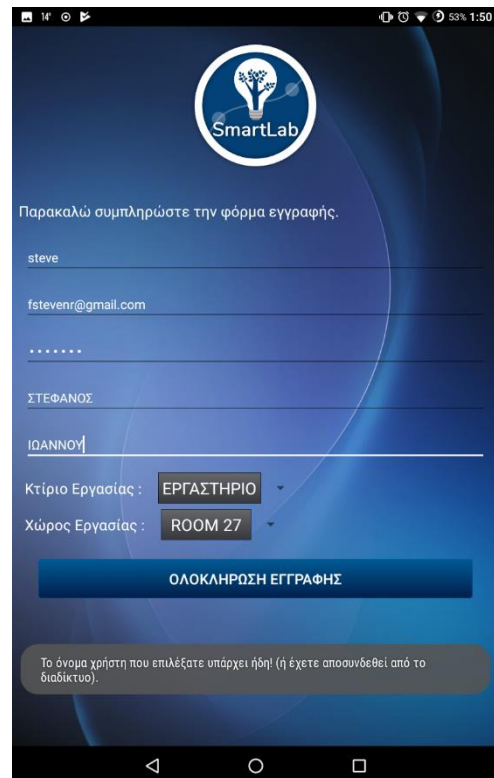 14° 53% 1:50
SmartLab
Παρακαλώ συμπληρώστε την φόρμα εγγραφής.
steve
fstevenr@gmail.com
•••••••
ΣΤΕΦΑΝΟΣ
ΙΩΑΝΝΟΥ
Κτίριο Εργασίας : ΕΡΓΑΣΤΗΡΙΟ
Χώρος Εργασίας : ROOM 27
ΟΛΟΚΛΗΡΩΣΗ ΕΓΓΡΑΦΗΣ
Το όνομα χρήστη που επιλέξατε υπάρχει ήδη! (ή έχετε αποσυνδεθεί από το
διαδίκτυο).